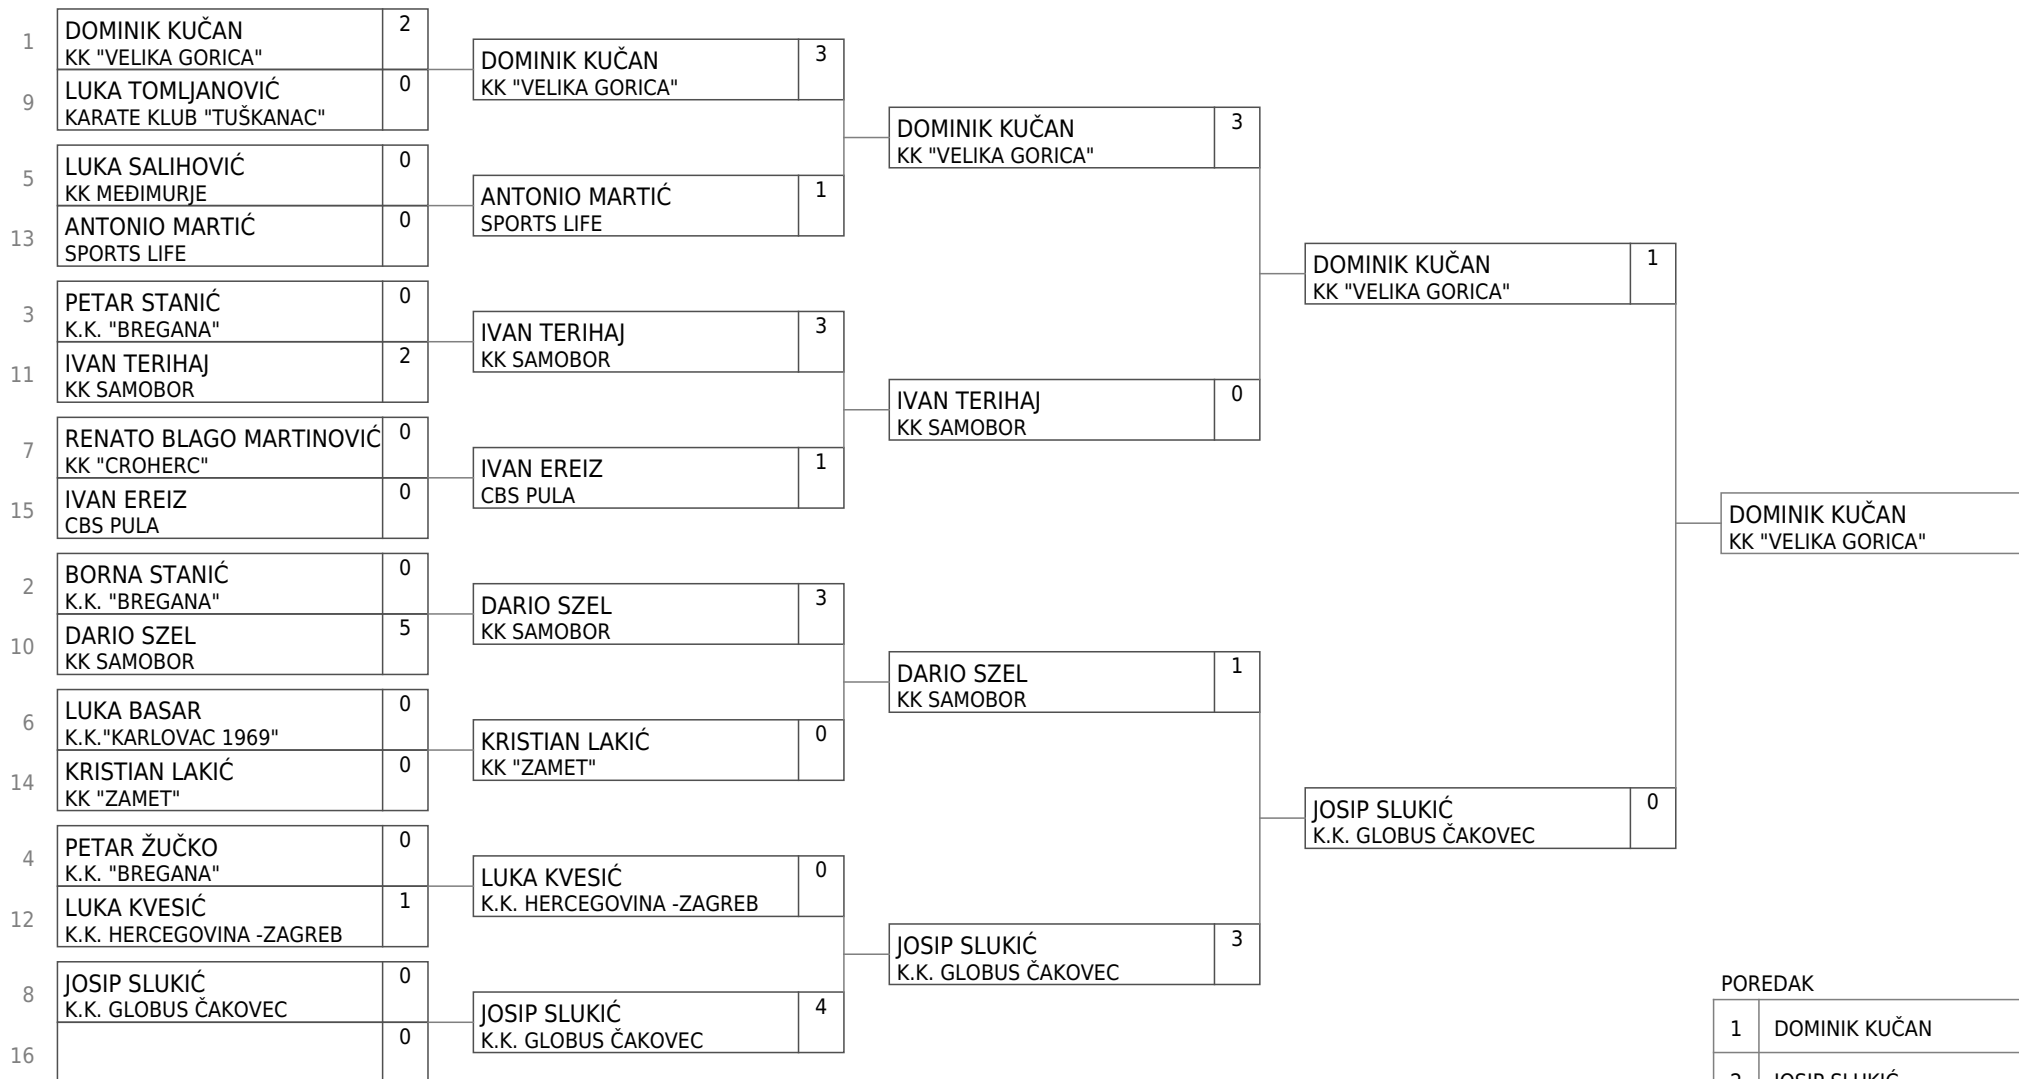 1
DOMINIK KUČAN
KK "VELIKA GORICA"
2
9
LUKA TOMLJANOVIĆ
KARATE KLUB "TUŠKANAC"
0
5
LUKA SALIHOVIĆ
KK MEĐIMURJE
0
13
ANTONIO MARTIĆ
SPORTS LIFE
0
3
PETAR STANIĆ
K.K. "BREGANA"
0
11
IVAN TERIHAJ
KK SAMOBOR
2
7
RENATO BLAGO MARTINOVIĆ
KK "CROHERC"
0
15
IVAN EREIZ
CBS PULA
0
2
BORNA STANIĆ
K.K. "BREGANA"
0
10
DARIO SZEL
KK SAMOBOR
5
6
LUKA BASAR
K.K."KARLOVAC 1969"
0
14
KRISTIAN LAKIĆ
KK "ZAMET"
0
4
PETAR ŽUČKO
K.K. "BREGANA"
0
12
LUKA KVESIĆ
K.K. HERCEGOVINA -ZAGREB
1
8
JOSIP SLUKIĆ
K.K. GLOBUS ČAKOVEC
0
16
0
DOMINIK KUČAN
KK "VELIKA GORICA"
3
ANTONIO MARTIĆ
SPORTS LIFE
1
IVAN TERIHAJ
KK SAMOBOR
3
IVAN EREIZ
CBS PULA
1
DARIO SZEL
KK SAMOBOR
3
KRISTIAN LAKIĆ
KK "ZAMET"
0
LUKA KVESIĆ
K.K. HERCEGOVINA -ZAGREB
0
JOSIP SLUKIĆ
K.K. GLOBUS ČAKOVEC
4
DOMINIK KUČAN
KK "VELIKA GORICA"
3
IVAN TERIHAJ
KK SAMOBOR
0
DARIO SZEL
KK SAMOBOR
1
JOSIP SLUKIĆ
K.K. GLOBUS ČAKOVEC
3
DOMINIK KUČAN
KK "VELIKA GORICA"
1
JOSIP SLUKIĆ
K.K. GLOBUS ČAKOVEC
0
DOMINIK KUČAN
KK "VELIKA GORICA"
POREDAK
1 DOMINIK KUČAN
2 JOSIP SLUKIĆ